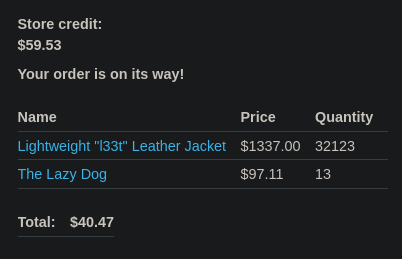 Store credit:
$59.53
Your order is on its way!
Name Price Quantity
Lightweight "l33t" Leather Jacket $1337.00 32123
The Lazy Dog $97.11 13
Total: $40.47